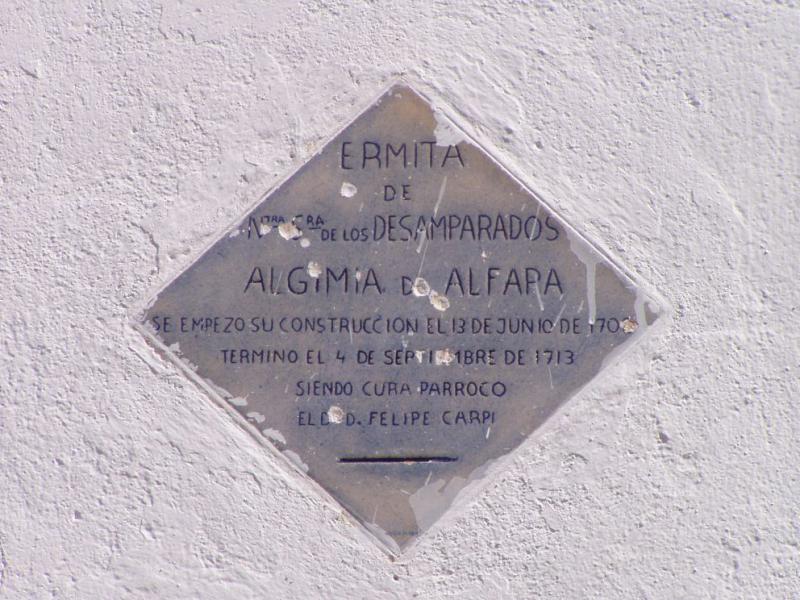 ERMITA
DE
NTRA SRA DE LOS DESAMPARADOS
ALGIMIA DE ALFARA
SE EMPEZO SU CONSTRUCCION EL 13 DE JUNIO DE
TERMINO EL 4 DE SEPTIEMBRE DE 1713
SIENDO CURA PARROCO
EL D. D. FELIPE CARPI